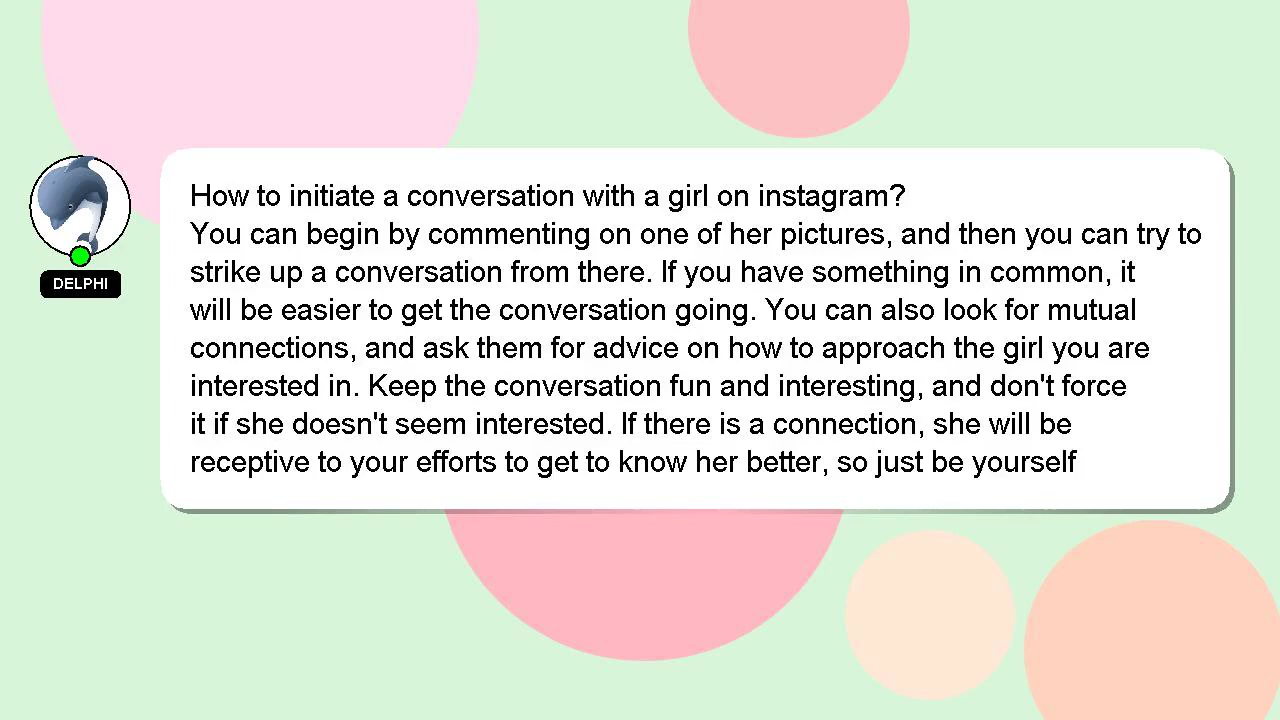 How to initiate a conversation with a girl on instagram?
You can begin by commenting on one of her pictures, and then you can try to
strike up a conversation from there. If you have something in common, it
will be easier to get the conversation going. You can also look for mutual
connections, and ask them for advice on how to approach the girl you are
interested in. Keep the conversation fun and interesting, and don't force
it if she doesn't seem interested. If there is a connection, she will be
receptive to your efforts to get to know her better, so just be yourself
DELPHI